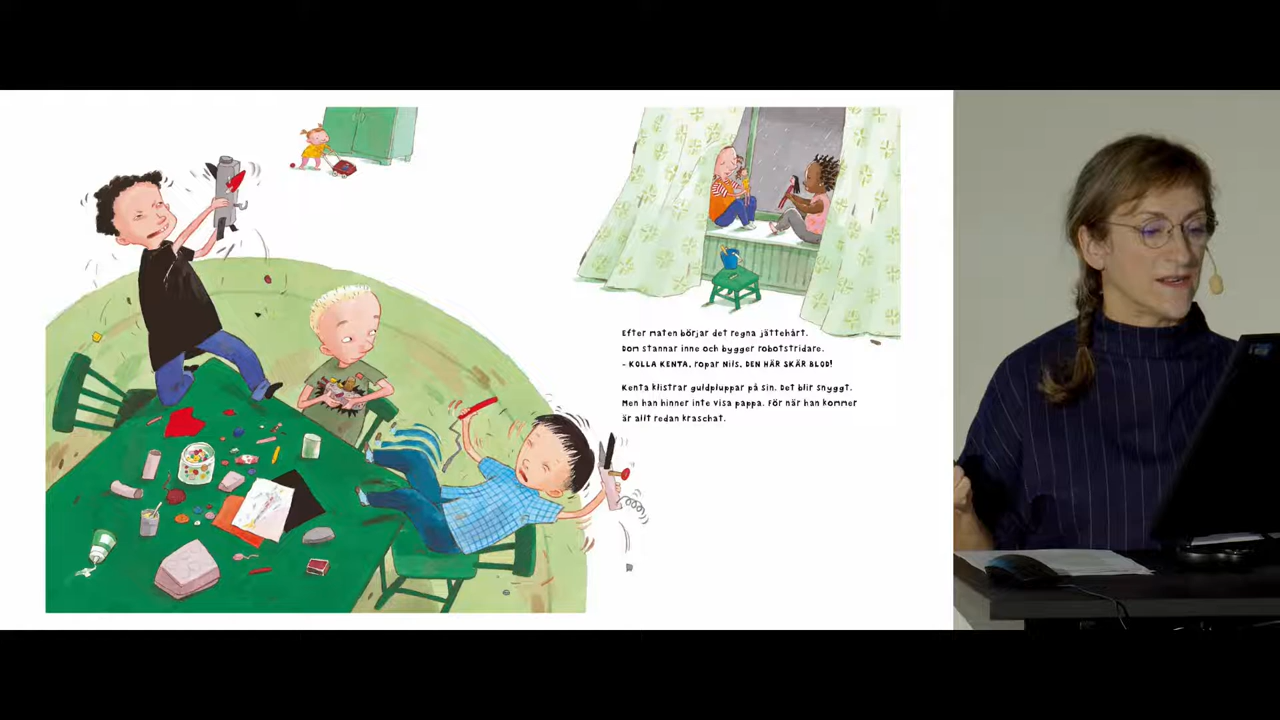 Efter maten börjar det regna jättehårt.
Dom stannar inne och bygger robotstridare.
– KOLLA KENTA, ropar Nils, DEN HÄR SKÄR BLOD!
Kenta klistrar guldpluppar på sin. Det blir snyggt.
Men han hinner inte visa pappa. För när han kommer
är allt redan kraschat.